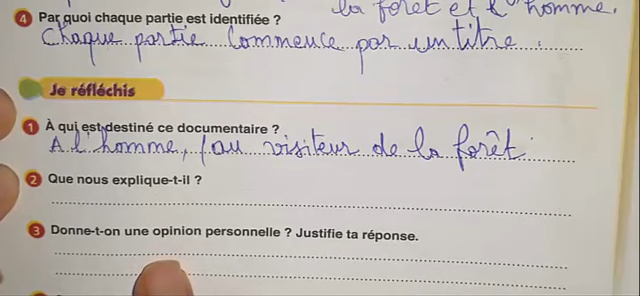 la forêt et l'homme.
4 Par quoi chaque partie est identifiée ?
Chaque partie commence par un titre.
Je réfléchis
1 À qui est destiné ce documentaire ?
A l'homme, /au visiteur de la forêt.
2 Que nous explique-t-il ?
3 Donne-t-on une opinion personnelle ? Justifie ta réponse.